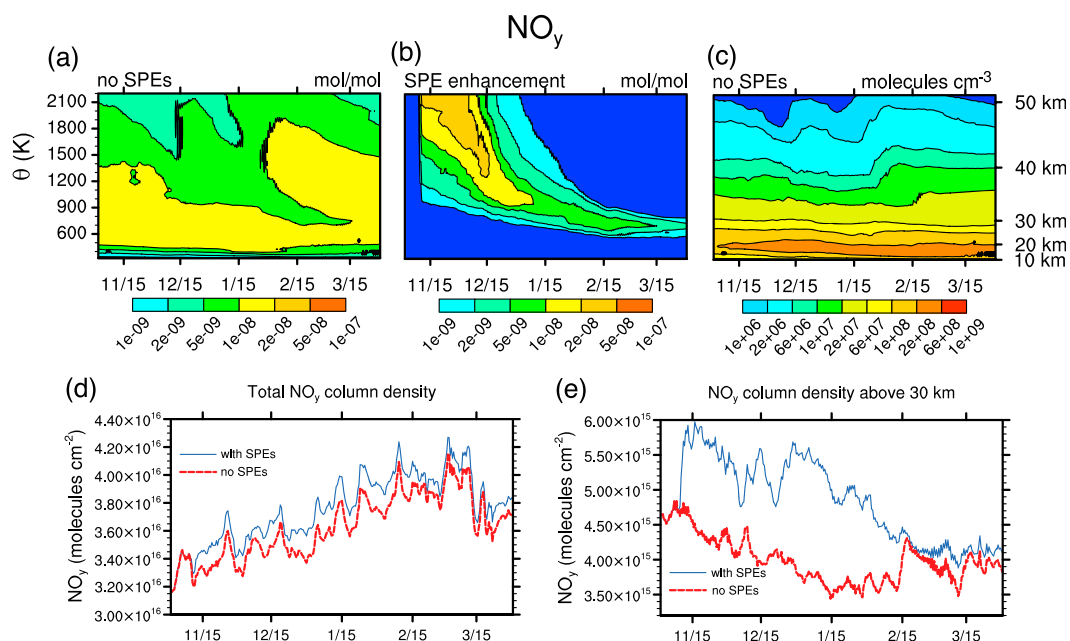 NOy
(a)
(b)
(c)
no SPEs
mol/mol
SPE enhancement
mol/mol
no SPEs
molecules cm-3
θ (K)
2100
1800
1500
1200
900
600
50 km
40 km
30 km
20 km
10 km
11/15 12/15 1/15 2/15 3/15
11/15 12/15 1/15 2/15 3/15
11/15 12/15 1/15 2/15 3/15
1e-09 2e-09 5e-09 1e-08 2e-08 5e-08 1e-07
1e-09 2e-09 5e-09 1e-08 2e-08 5e-08 1e-07
1e+06 2e+06 6e+06 1e+07 2e+07 6e+07 1e+08 2e+08 6e+08 1e+09
(d)
Total NOy column density
NOy (molecules cm-2)
4.40×10^16
4.20×10^16
4.00×10^16
3.80×10^16
3.60×10^16
3.40×10^16
3.20×10^16
3.00×10^16
with SPEs
no SPEs
11/15 12/15 1/15 2/15 3/15
(e)
NOy column density above 30 km
NOy (molecules cm-2)
6.00×10^15
5.50×10^15
5.00×10^15
4.50×10^15
4.00×10^15
3.50×10^15
with SPEs
no SPEs
11/15 12/15 1/15 2/15 3/15